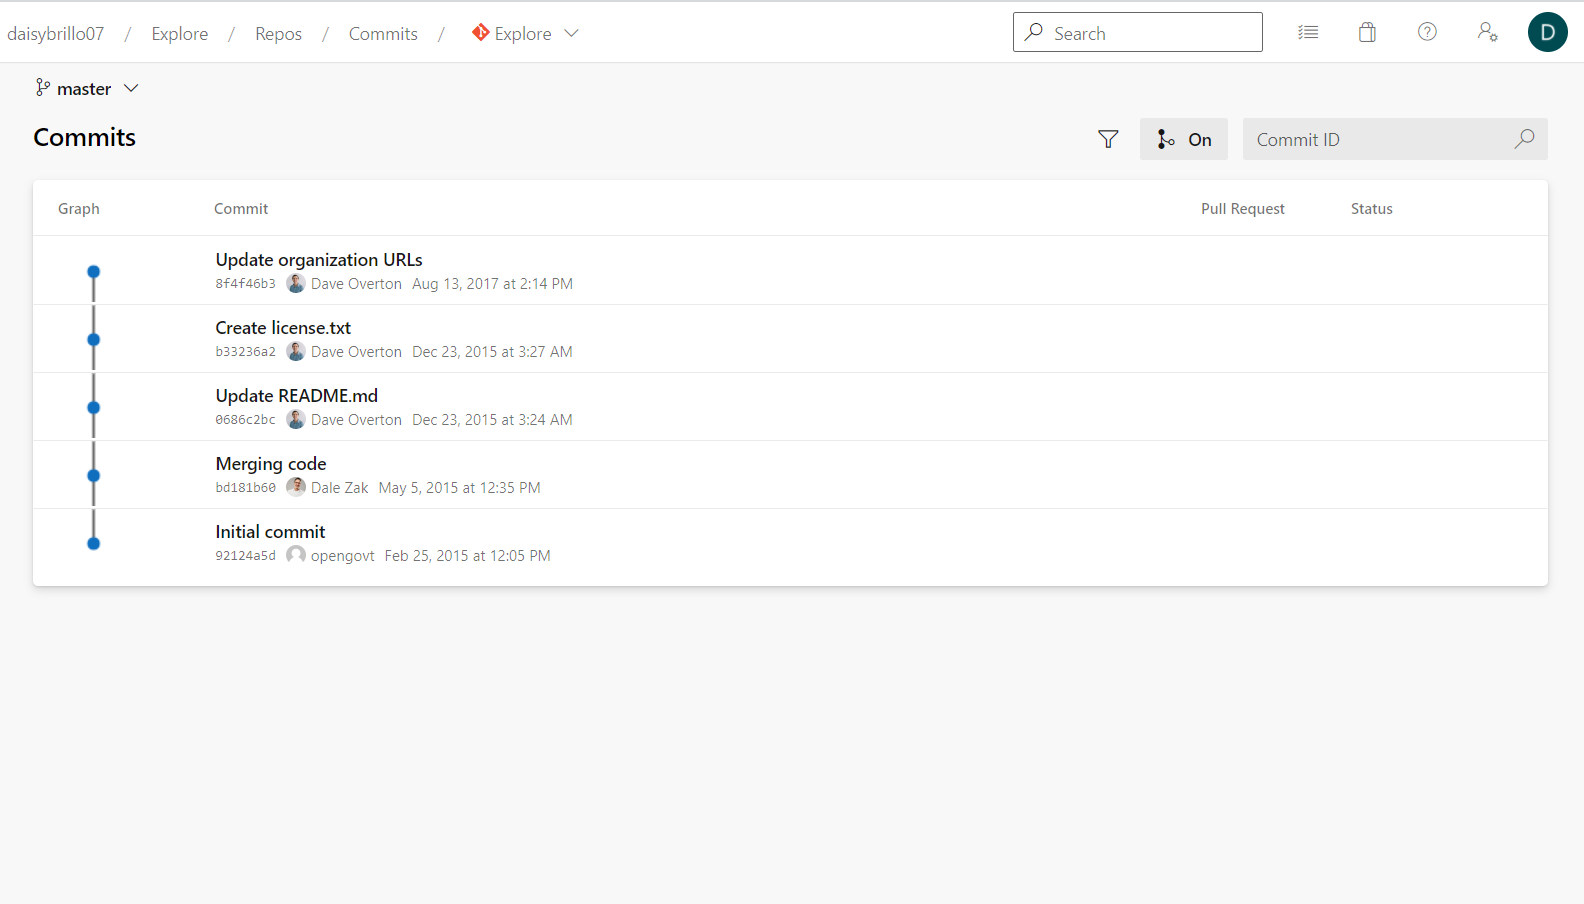 daisybrillo07 / Explore / Repos / Commits / Explore
Search
D
master
Commits
On
Commit ID
Graph Commit Pull Request Status
Update organization URLs
8f4f46b3 Dave Overton Aug 13, 2017 at 2:14 PM
Create license.txt
b33236a2 Dave Overton Dec 23, 2015 at 3:27 AM
Update README.md
0686c2bc Dave Overton Dec 23, 2015 at 3:24 AM
Merging code
bd181b60 Dale Zak May 5, 2015 at 12:35 PM
Initial commit
92124a5d opengovt Feb 25, 2015 at 12:05 PM